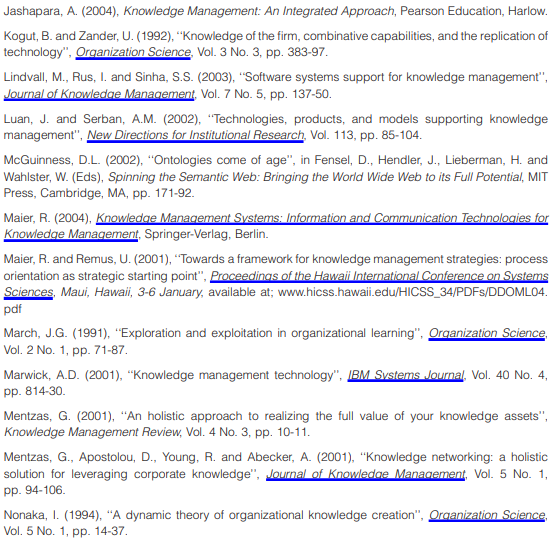 Jashapara, A. (2004), Knowledge Management: An Integrated Approach, Pearson Education, Harlow.
Kogut, B. and Zander, U. (1992), ‘‘Knowledge of the firm, combinative capabilities, and the replication of
technology’’, Organization Science, Vol. 3 No. 3, pp. 383-97.
Lindvall, M., Rus, I. and Sinha, S.S. (2003), ‘‘Software systems support for knowledge management’’,
Journal of Knowledge Management, Vol. 7 No. 5, pp. 137-50.
Luan, J. and Serban, A.M. (2002), ‘‘Technologies, products, and models supporting knowledge
management’’, New Directions for Institutional Research, Vol. 113, pp. 85-104.
McGuinness, D.L. (2002), ‘‘Ontologies come of age’’, in Fensel, D., Hendler, J., Lieberman, H. and
Wahlster, W. (Eds), Spinning the Semantic Web: Bringing the World Wide Web to its Full Potential, MIT
Press, Cambridge, MA, pp. 171-92.
Maier, R. (2004), Knowledge Management Systems: Information and Communication Technologies for
Knowledge Management, Springer-Verlag, Berlin.
Maier, R. and Remus, U. (2001), ‘‘Towards a framework for knowledge management strategies: process
orientation as strategic starting point’’, Proceedings of the Hawaii International Conference on Systems
Sciences, Maui, Hawaii, 3-6 January, available at; www.hicss.hawaii.edu/HICSS_34/PDFs/DDOML04.
pdf
March, J.G. (1991), ‘‘Exploration and exploitation in organizational learning’’, Organization Science,
Vol. 2 No. 1, pp. 71-87.
Marwick, A.D. (2001), ‘‘Knowledge management technology’’, IBM Systems Journal, Vol. 40 No. 4,
pp. 814-30.
Mentzas, G. (2001), ‘‘An holistic approach to realizing the full value of your knowledge assets’’,
Knowledge Management Review, Vol. 4 No. 3, pp. 10-11.
Mentzas, G., Apostolou, D., Young, R. and Abecker, A. (2001), ‘‘Knowledge networking: a holistic
solution for leveraging corporate knowledge’’, Journal of Knowledge Management, Vol. 5 No. 1,
pp. 94-106.
Nonaka, I. (1994), ‘‘A dynamic theory of organizational knowledge creation’’, Organization Science,
Vol. 5 No. 1, pp. 14-37.